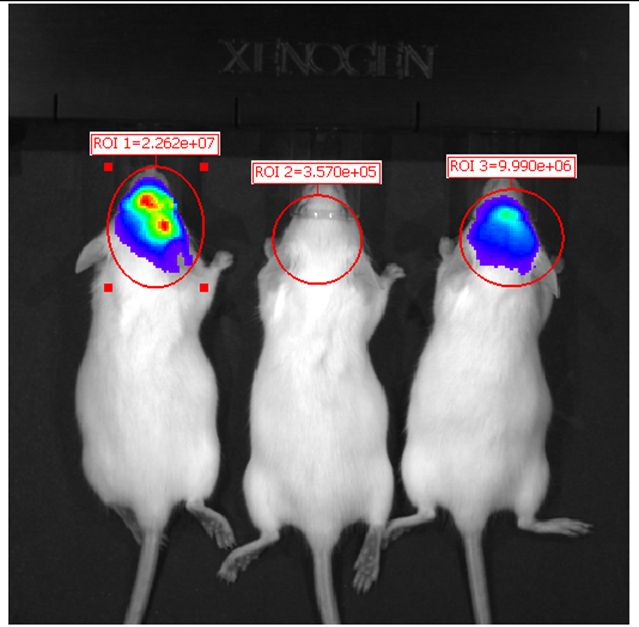 XENOGEN
ROI 1=2.262e+07
ROI 2=3.570e+05
ROI 3=9.990e+06